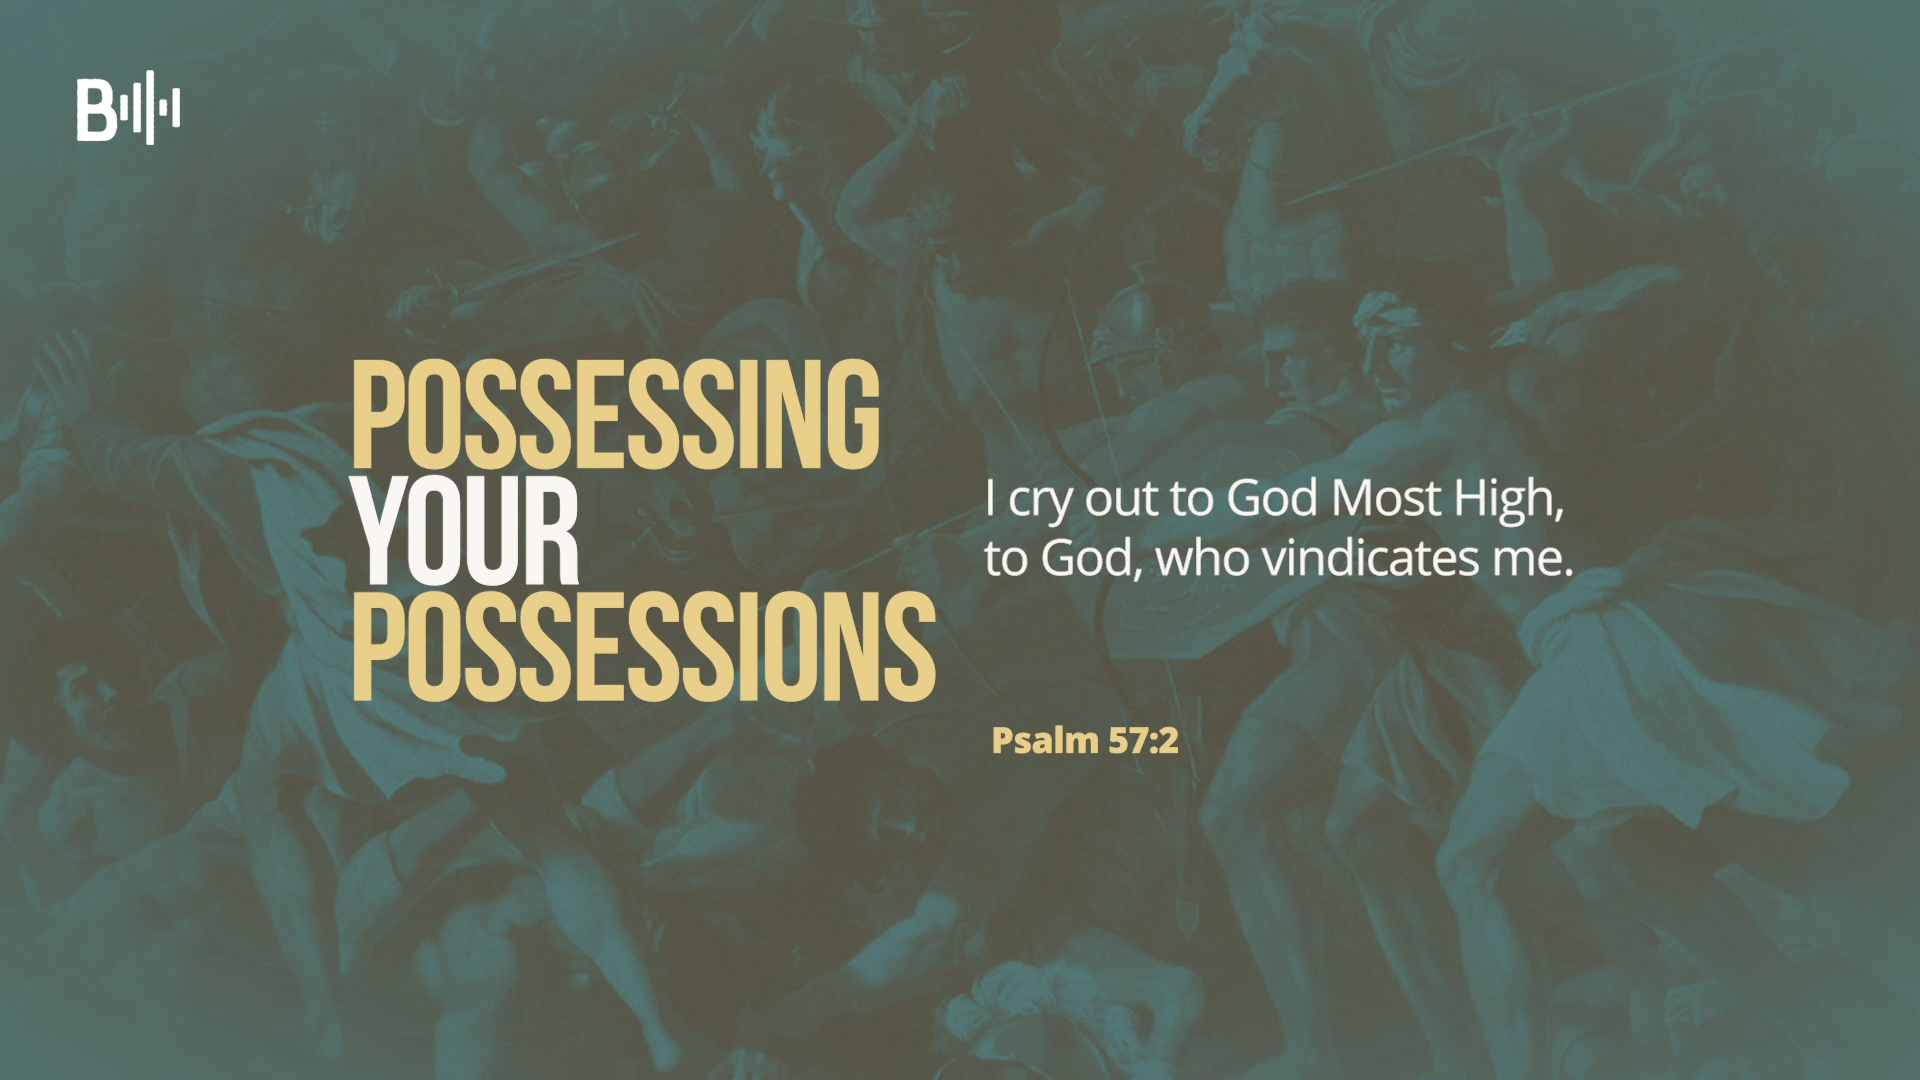 B
POSSESSING
YOUR
POSSESSIONS
I cry out to God Most High,
to God, who vindicates me.
Psalm 57:2